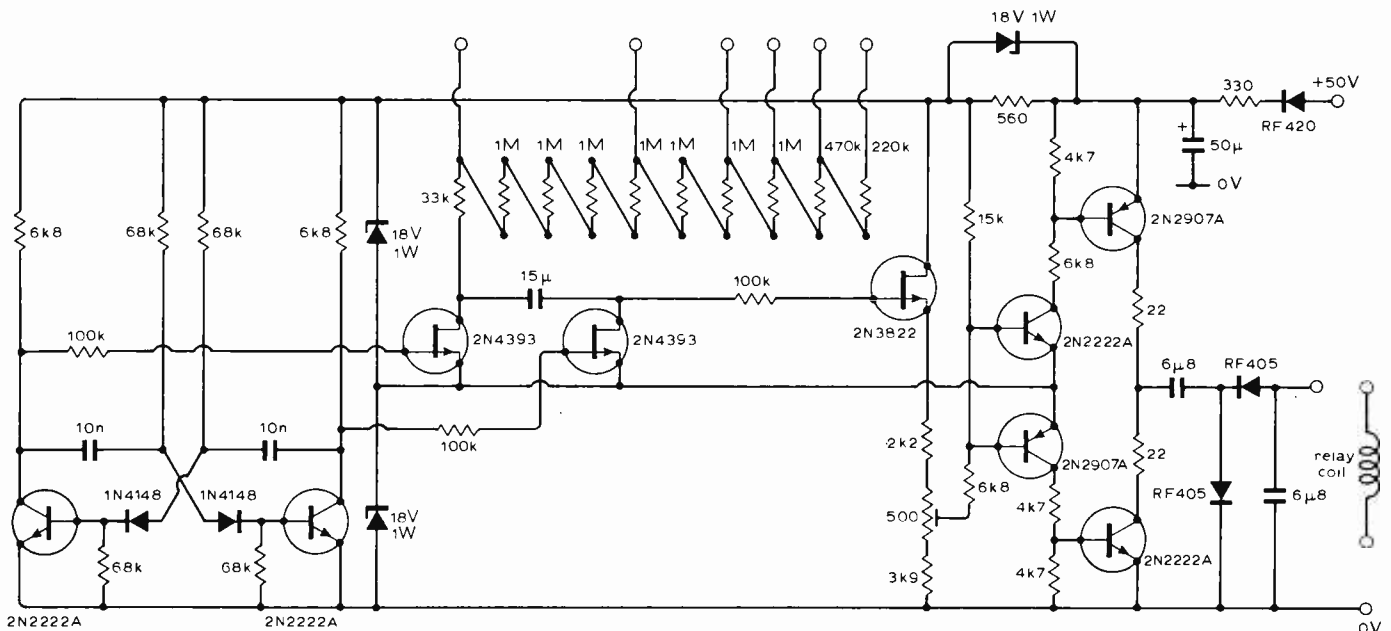 18V 1W
+50V
330
RF420
560
50µ
+
0V
1M
1M
1M
1M
1M
1M
1M
470k
220k
33k
4k7
15k
2N2907A
6k8
68k
68k
6k8
18V
1W
6k8
22
15µ
100k
2N3822
2N4393
2N4393
2N2222A
100k
6µ8
RF405
10n
10n
100k
2k2
2N2907A
22
relay
coil
1N4148
1N4148
18V
1W
500
6k8
4k7
RF405
6µ8
68k
68k
3k9
4k7
2N2222A
2N2222A
2N2222A
0V